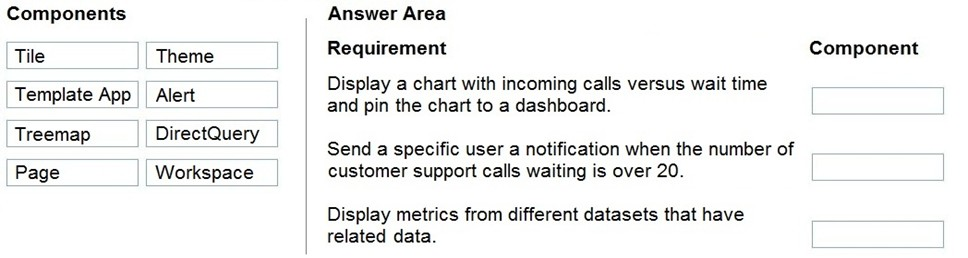 Components
Tile
Theme
Template App
Alert
Treemap
DirectQuery
Page
Workspace
Answer Area
Requirement
Component
Display a chart with incoming calls versus wait time
and pin the chart to a dashboard.
Send a specific user a notification when the number of
customer support calls waiting is over 20.
Display metrics from different datasets that have
related data.